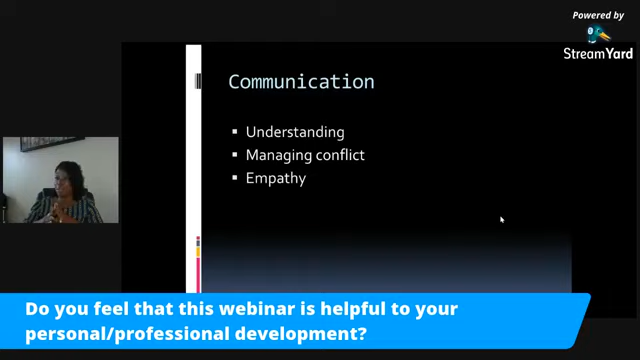 Powered by
StreamYard
Communication
Understanding
Managing conflict
Empathy
Do you feel that this webinar is helpful to your
personal/professional development?